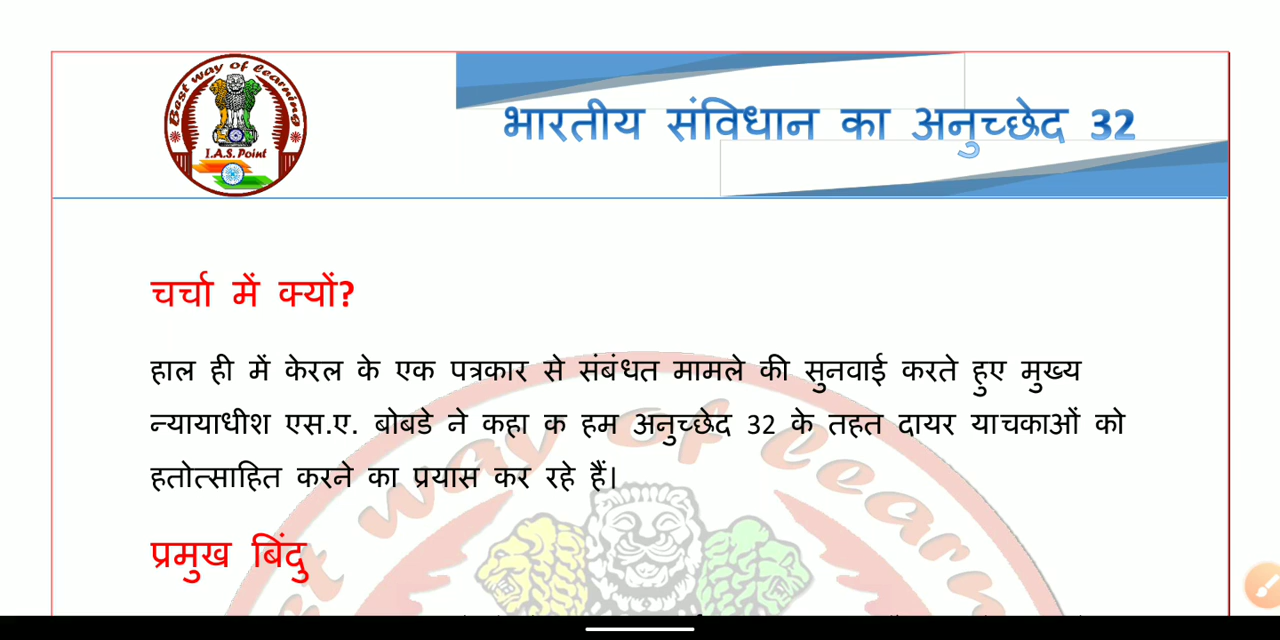 Best way of Learning
I.A.S. Point
भारतीय संविधान का अनुच्छेद 32
चर्चा में क्यों?
हाल ही में केरल के एक पत्रकार से संबंधत मामले की सुनवाई करते हुए मुख्य
न्यायाधीश एस.ए. बोबडे ने कहा क हम अनुच्छेद 32 के तहत दायर याचकाओं को
हतोत्साहित करने का प्रयास कर रहे हैं।
प्रमुख बिंदु